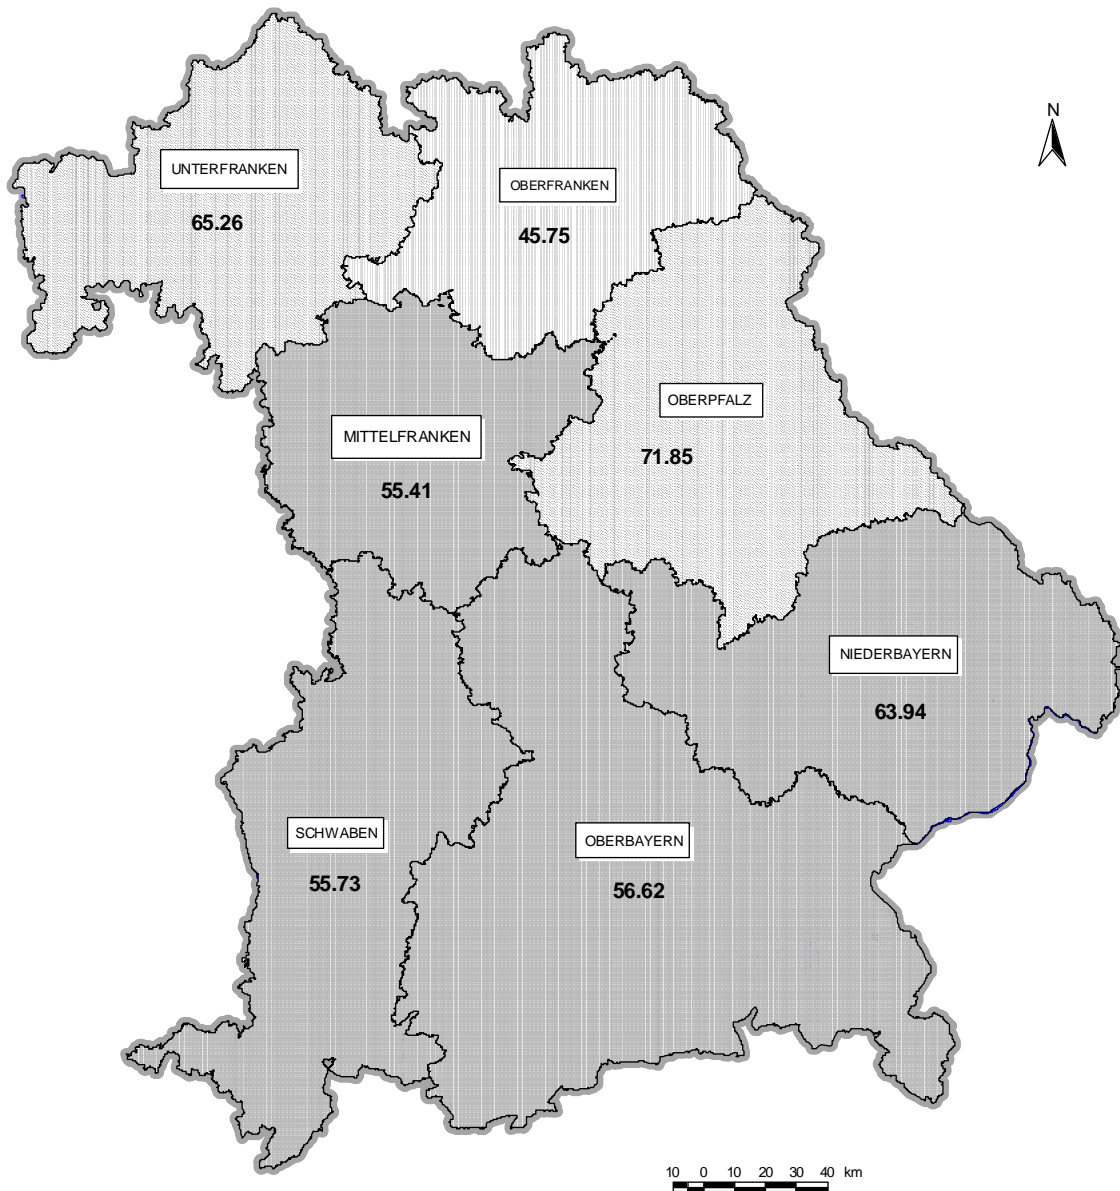 N
UNTERFRANKEN
65.26
OBERFRANKEN
45.75
OBERPFALZ
71.85
MITTELFRANKEN
55.41
NIEDERBAYERN
63.94
SCHWABEN
55.73
OBERBAYERN
56.62
10 0 10 20 30 40 km